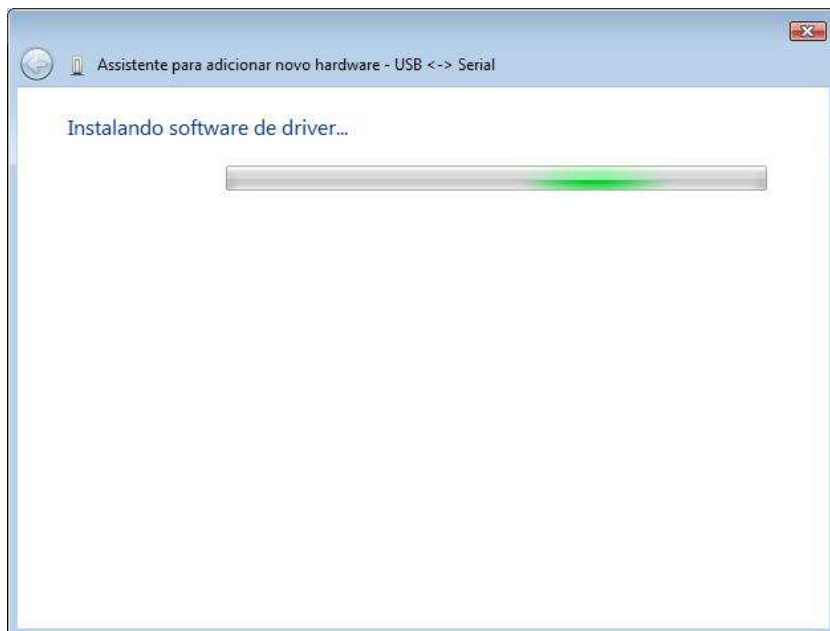 Assistente para adicionar novo hardware - USB <-> Serial
Instalando software de driver...